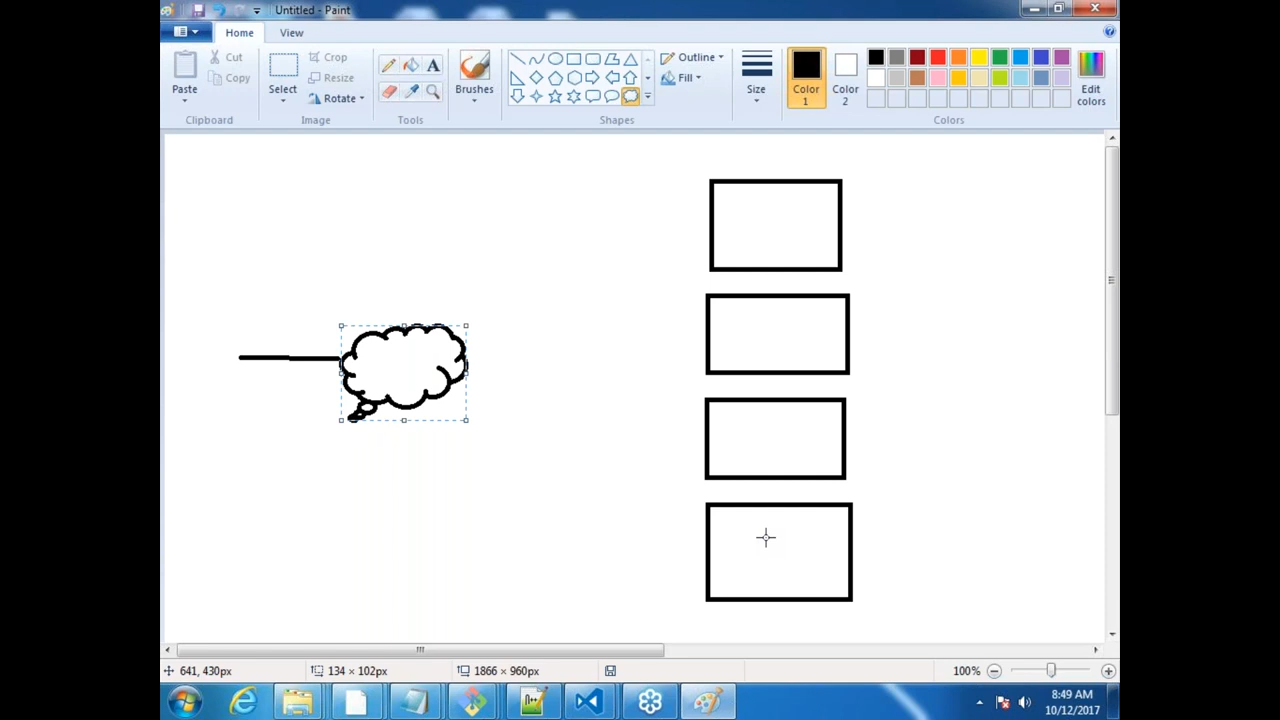 Untitled - Paint
Home View
Paste
Cut
Copy
Clipboard
Select
Crop
Resize
Rotate
Image
A
Tools
Brushes
Outline
Fill
Shapes
Size
Color 1
Color 2
Edit colors
Colors
641, 430px
134 × 102px
1866 × 960px
100%
8:49 AM
10/12/2017